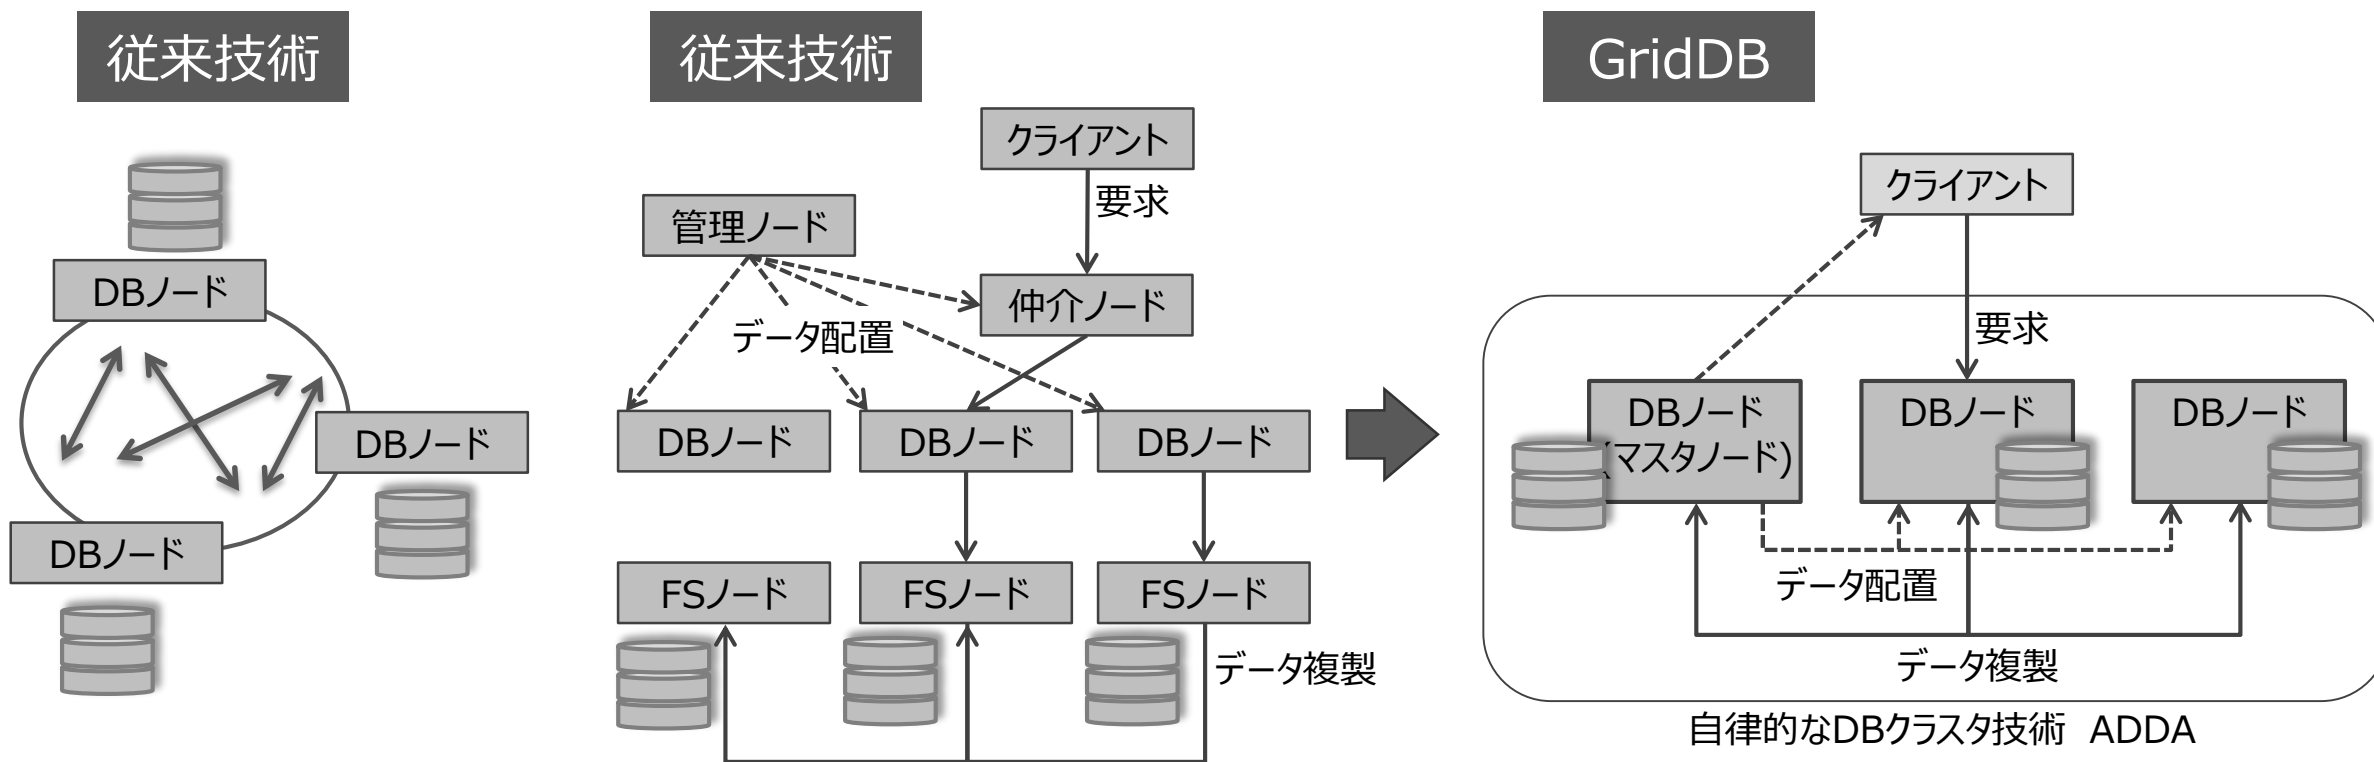 従来技術
DBノード
DBノード
DBノード
従来技術
クライアント
要求
管理ノード
仲介ノード
データ配置
DBノード
DBノード
DBノード
FSノード
FSノード
FSノード
データ複製
GridDB
クライアント
要求
DBノード
(マスタノード)
DBノード
DBノード
データ配置
データ複製
自律的なDBクラスタ技術 ADDA